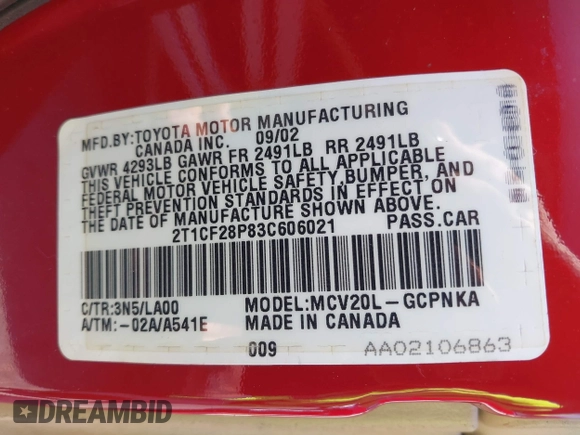 MFD.BY:TOYOTA MOTOR MANUFACTURING
CANADA INC. 09/02
GVWR 4293LB GAWR FR 2491LB RR 2491LB
THIS VEHICLE CONFORMS TO ALL APPLICABLE
FEDERAL MOTOR VEHICLE SAFETY,BUMPER, AND
THEFT PREVENTION STANDARDS IN EFFECT ON
THE DATE OF MANUFACTURE SHOWN ABOVE.
2T1CF28P83C606021 PASS.CAR
C/TR:3N5/LA00 MODEL:MCV20L-GCPNKA
A/TM:-02A/A541E MADE IN CANADA
009 AA02106863
DREAMBID